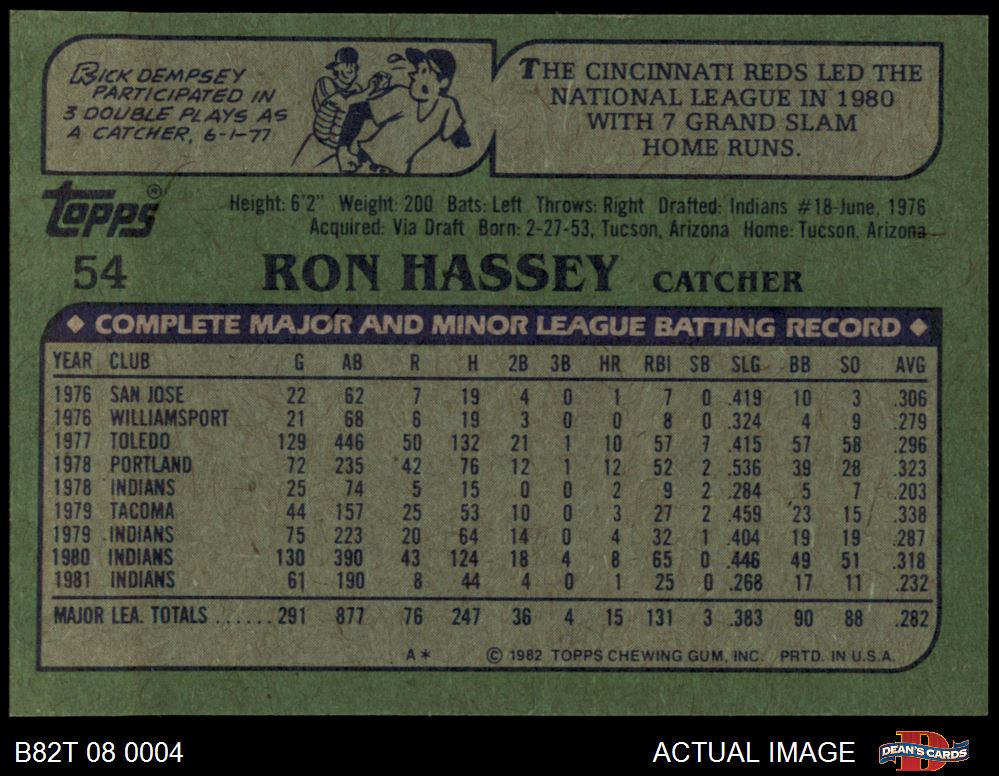 RICK DEMPSEY
PARTICIPATED IN
3 DOUBLE PLAYS AS
A CATCHER, 6-1-77
THE CINCINNATI REDS LED THE
NATIONAL LEAGUE IN 1980
WITH 7 GRAND SLAM
HOME RUNS.
Topps®
Height: 6'2" Weight: 200 Bats: Left Throws: Right Drafted: Indians #18-June, 1976
Acquired: Via Draft Born: 2-27-53, Tucson, Arizona Home: Tucson, Arizona
54 RON HASSEY CATCHER
◆ COMPLETE MAJOR AND MINOR LEAGUE BATTING RECORD ◆
YEAR CLUB G AB R H 2B 3B HR RBI SB SLG BB SO AVG
1976 SAN JOSE 22 62 7 19 4 0 1 7 0 .419 10 3 .306
1976 WILLIAMSPORT 21 68 6 19 3 0 0 8 0 .324 4 9 .279
1977 TOLEDO 129 446 50 132 21 1 10 57 7 .415 57 58 .296
1978 PORTLAND 72 235 42 76 12 1 12 52 2 .536 39 28 .323
1978 INDIANS 25 74 5 15 0 0 2 9 2 .284 5 7 .203
1979 TACOMA 44 157 25 53 10 0 3 27 2 .459 23 15 .338
1979 INDIANS 75 223 20 64 14 0 4 32 1 .404 19 19 .287
1980 INDIANS 130 390 43 124 18 4 8 65 0 .446 49 51 .318
1981 INDIANS 61 190 8 44 4 0 1 25 0 .268 17 11 .232
MAJOR LEA. TOTALS ...... 291 877 76 247 36 4 15 131 3 .383 90 88 .282
A* © 1982 TOPPS CHEWING GUM, INC. PRTD. IN U.S.A.
B82T 08 0004 ACTUAL IMAGE DEAN'S CARDS